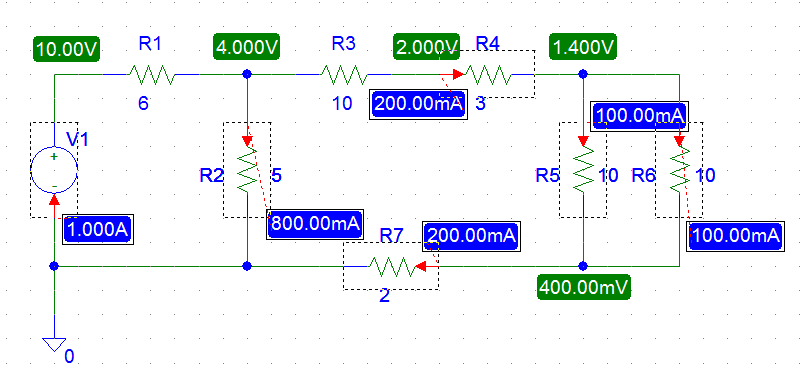 10.00V
R1
4.000V
R3
2.000V
R4
1.400V
6
10
200.00mA
3
100.00mA
V1
+
-
R2
5
R5
10
R6
10
1.000A
800.00mA
R7
200.00mA
100.00mA
2
400.00mV
0